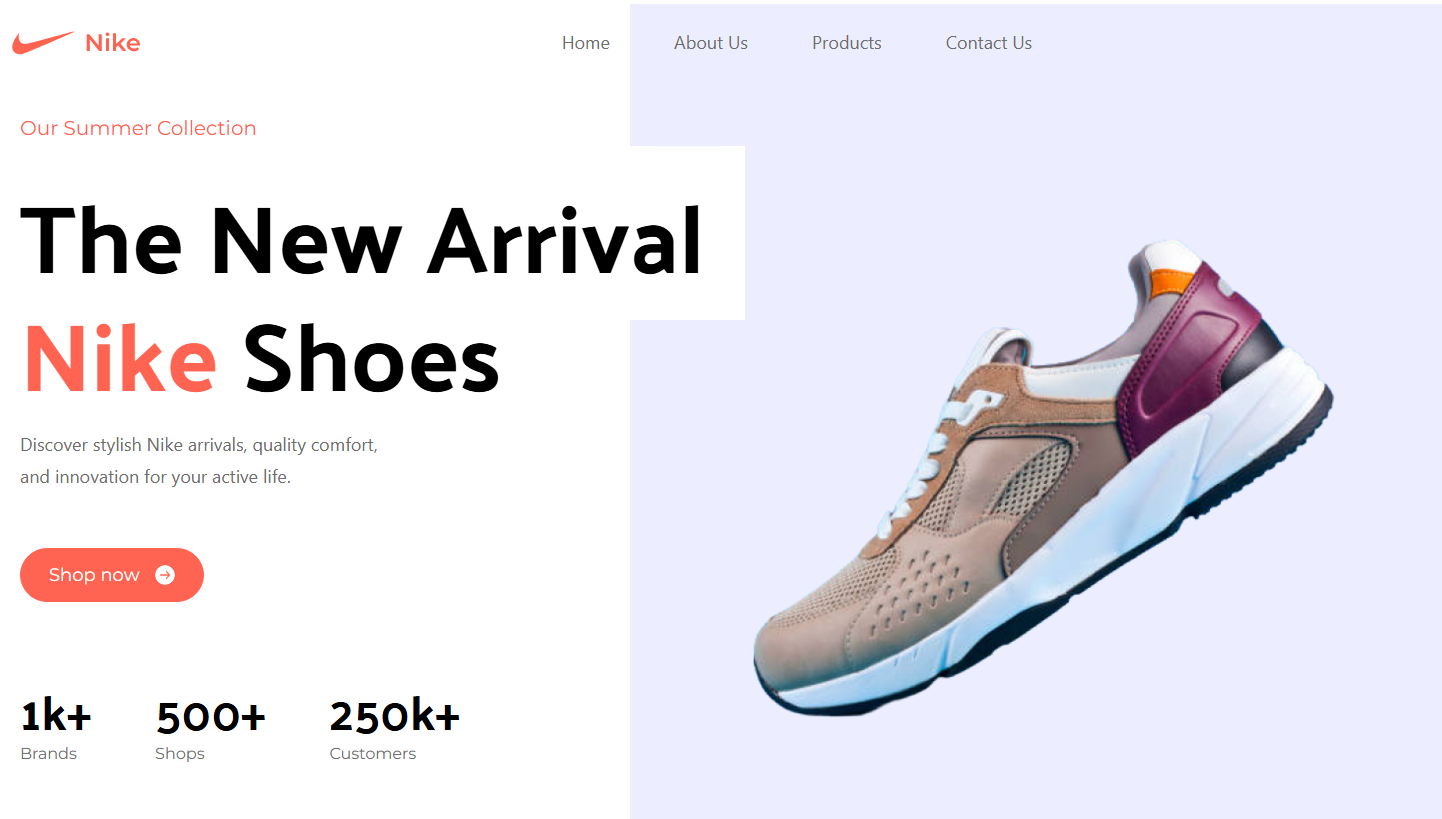 Nike
Home
About Us
Products
Contact Us
Our Summer Collection
The New Arrival
Nike Shoes
Discover stylish Nike arrivals, quality comfort,
and innovation for your active life.
Shop now
1k+
Brands
500+
Shops
250k+
Customers